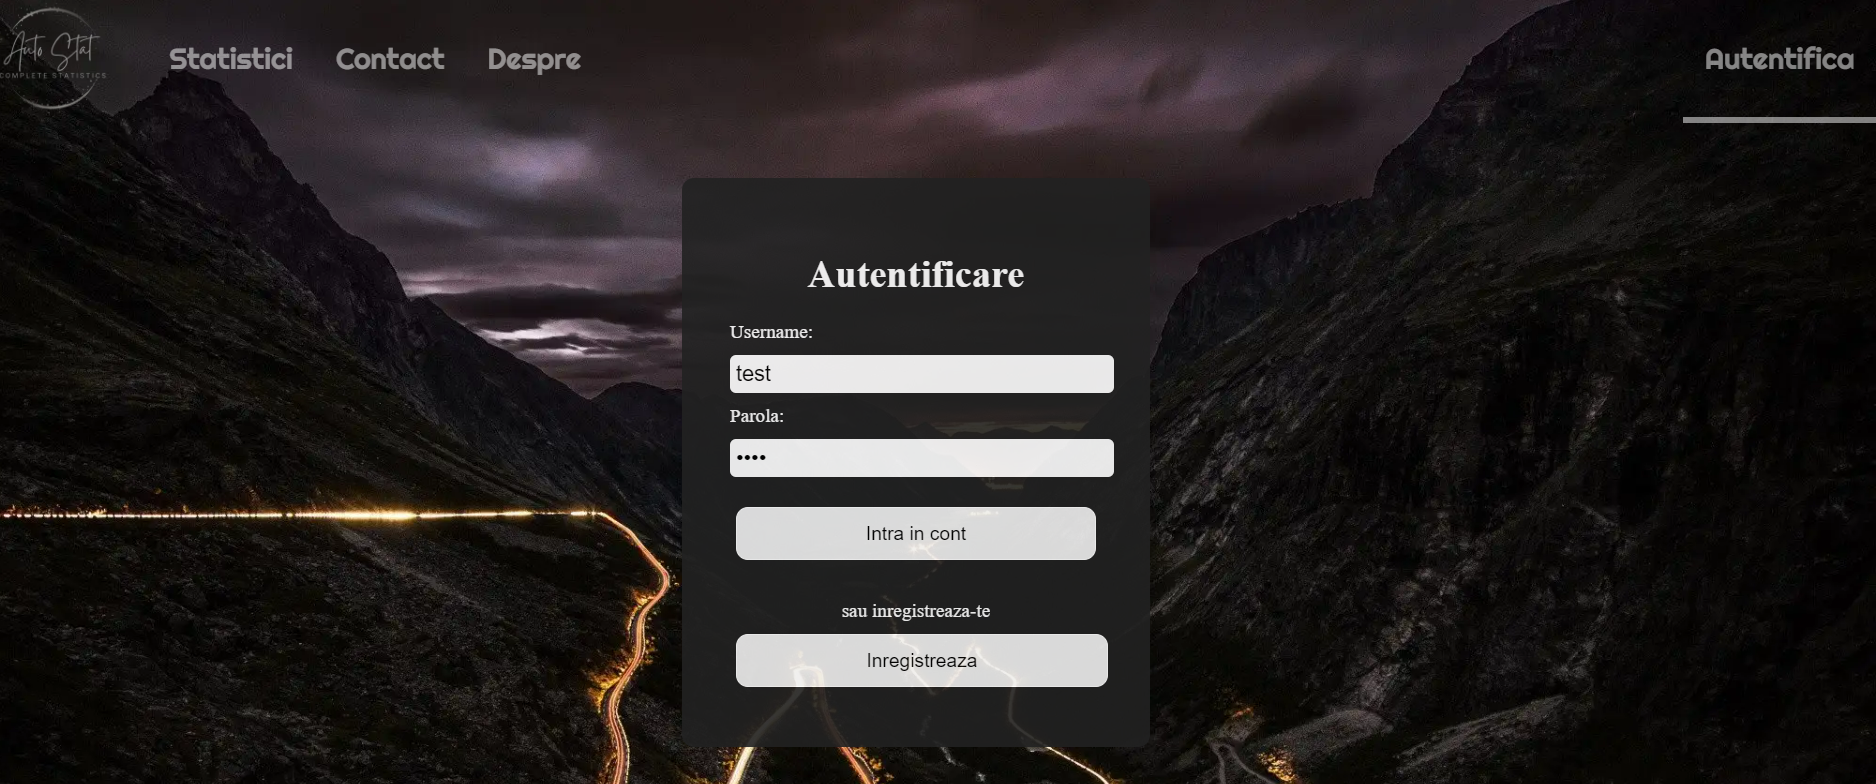 Auto Stat
COMPLETE STATISTICS
Statistici Contact Despre Autentifica
Autentificare
Username:
test
Parola:
••••
Intra in cont
sau inregistreaza-te
Inregistreaza